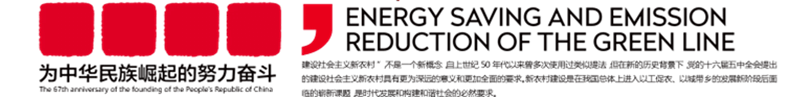 为中华民族崛起的努力奋斗
The 67th anniversary of the founding of the People's Republic of China
ENERGY SAVING AND EMISSION
REDUCTION OF THE GREEN LINE
建设社会主义新农村”不是一个新概念,自上世纪50年代以来曾多次使用过类似提法,但在新的历史背景下,党的十六届五中全会提出
的建设社会主义新农村具有更为深远的意义和更加全面的要求。新农村建设是在我国总体上进入以工促农、以城带乡的发展新阶段后面
临的崭新课题,是时代发展和构建和谐社会的必然要求。